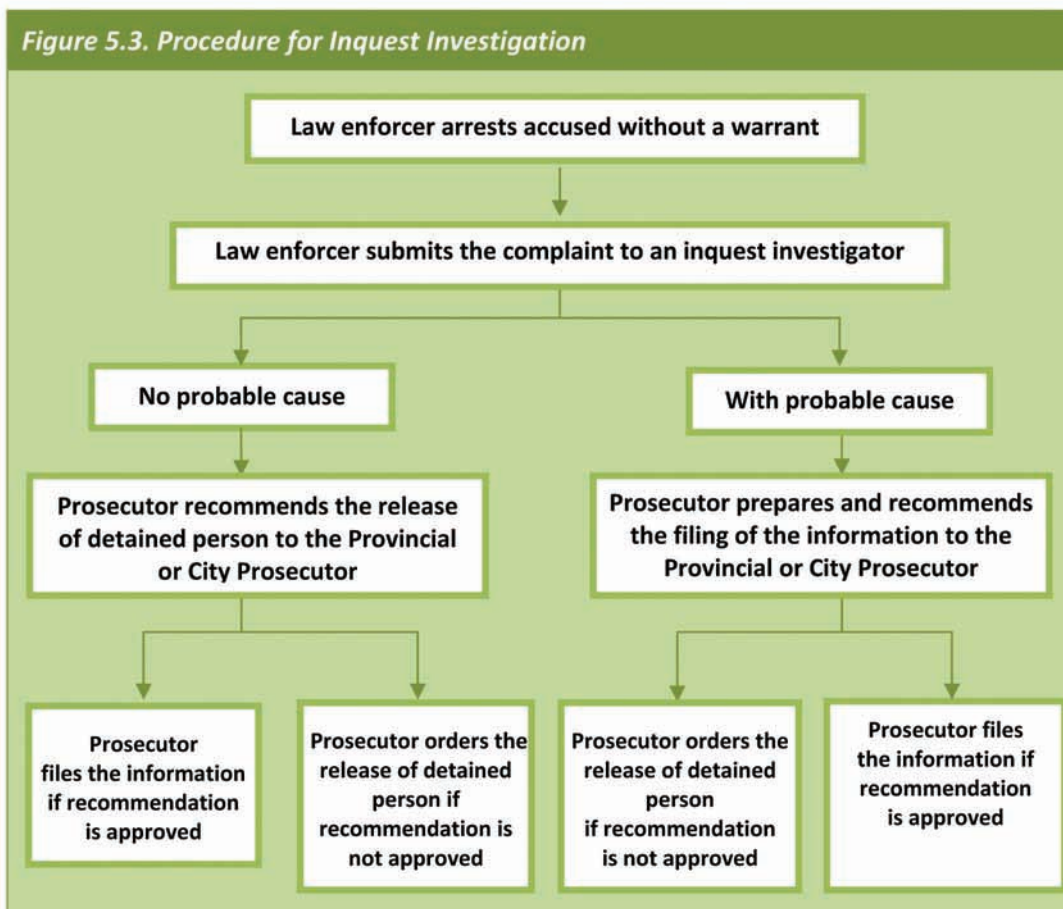 Figure 5.3. Procedure for Inquest Investigation
Law enforcer arrests accused without a warrant
Law enforcer submits the complaint to an inquest investigator
No probable cause
With probable cause
Prosecutor recommends the release
of detained person to the Provincial
or City Prosecutor
Prosecutor prepares and recommends
the filing of the information to the
Provincial or City Prosecutor
Prosecutor
files the information
if recommendation
is approved
Prosecutor orders the
release of detained
person if
recommendation is
not approved
Prosecutor orders the
release of detained
person
if recommendation
is not approved
Prosecutor files
the information if
recommendation
is approved